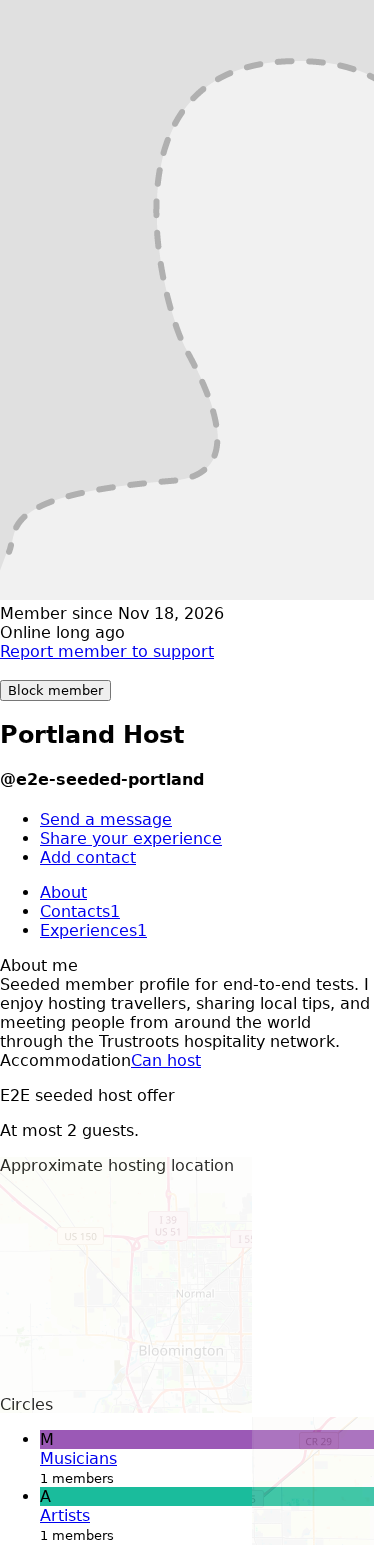 Member since Nov 18, 2026
Online long ago
Report member to support
Block member
Portland Host
@e2e-seeded-portland
Send a message
Share your experience
Add contact
About
Contacts1
Experiences1
About me
Seeded member profile for end-to-end tests. I
enjoy hosting travellers, sharing local tips, and
meeting people from around the world
through the Trustroots hospitality network.
AccommodationCan host
E2E seeded host offer
At most 2 guests.
Approximate hosting location
I 39
US 51
US 150
Normal
Bloomington
Circles
M
CR 29
Musicians
1 members
A
Artists
1 members